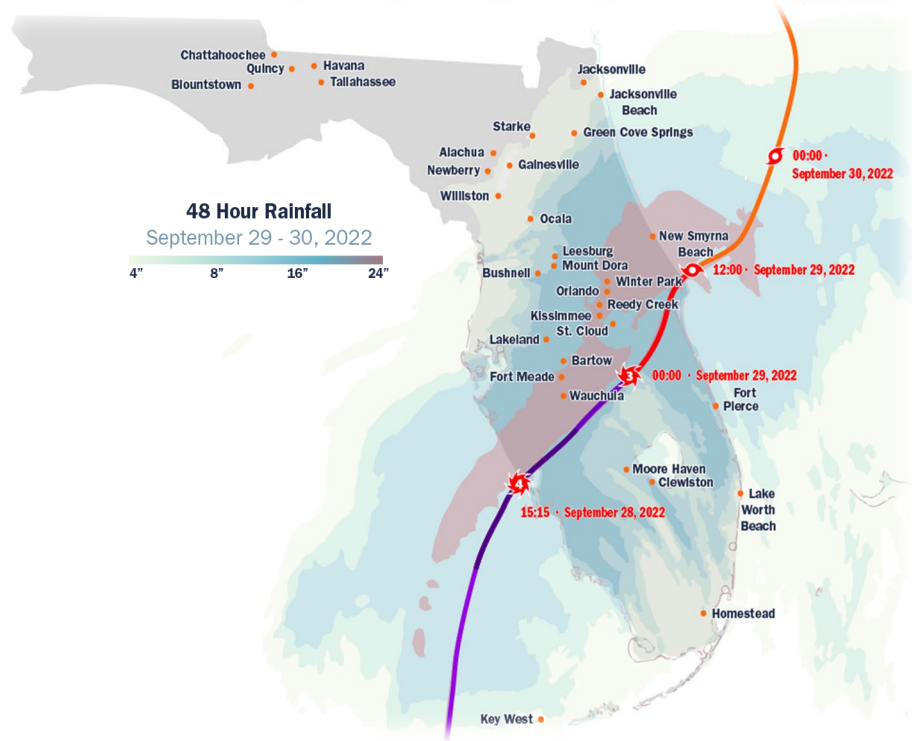 Chattahoochee
Quincy
Havana
Blountstown
Tallahassee
Jacksonville
Jacksonville
Beach
Starke
Green Cove Springs
Alachua
Newberry
Gainesville
Williston
Ocala
00:00 ·
September 30, 2022
48 Hour Rainfall
September 29 - 30, 2022
4”
8”
16”
24”
New Smyrna
Beach
Leesburg
Mount Dora
Bushnell
12:00 · September 29, 2022
Winter Park
Orlando
Reedy Creek
Kissimmee
St. Cloud
Lakeland
Bartow
Fort Meade
3
00:00 · September 29, 2022
Wauchula
Fort
Pierce
Moore Haven
Clewiston
4
15:15 · September 28, 2022
Lake
Worth
Beach
Homestead
Key West